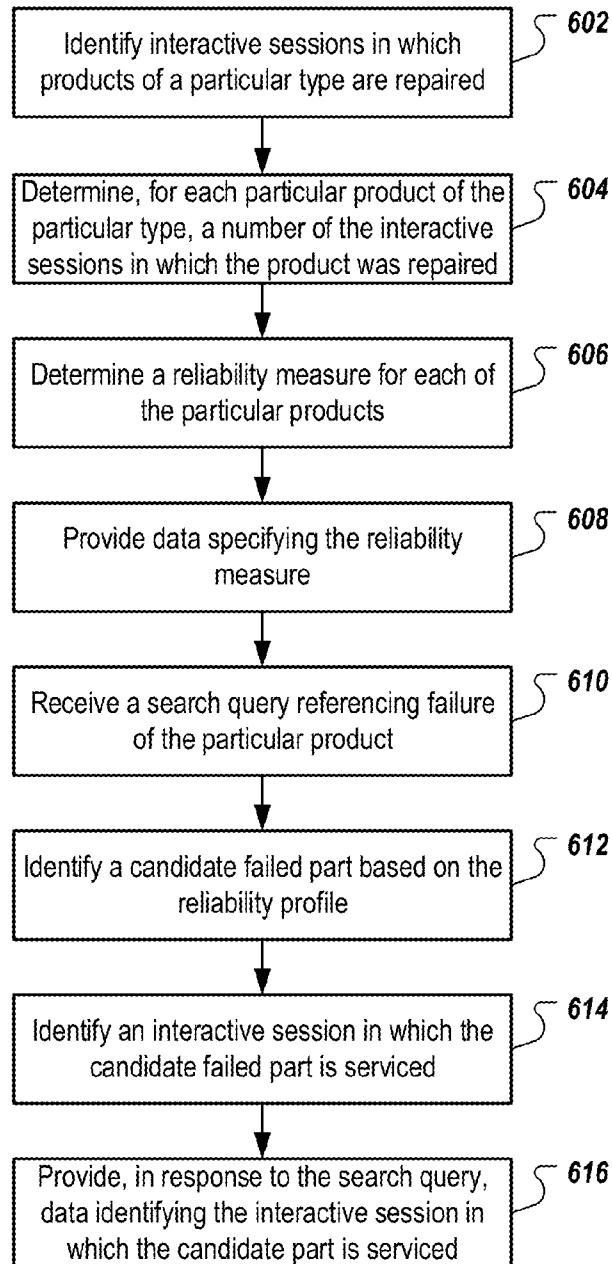 Identify interactive sessions in which
products of a particular type are repaired
602
Determine, for each particular product of the
particular type, a number of the interactive
sessions in which the product was repaired
604
Determine a reliability measure for each of
the particular products
606
Provide data specifying the reliability
measure
608
Receive a search query referencing failure
of the particular product
610
Identify a candidate failed part based on the
reliability profile
612
Identify an interactive session in which the
candidate failed part is serviced
614
Provide, in response to the search query,
data identifying the interactive session in
which the candidate part is serviced
616